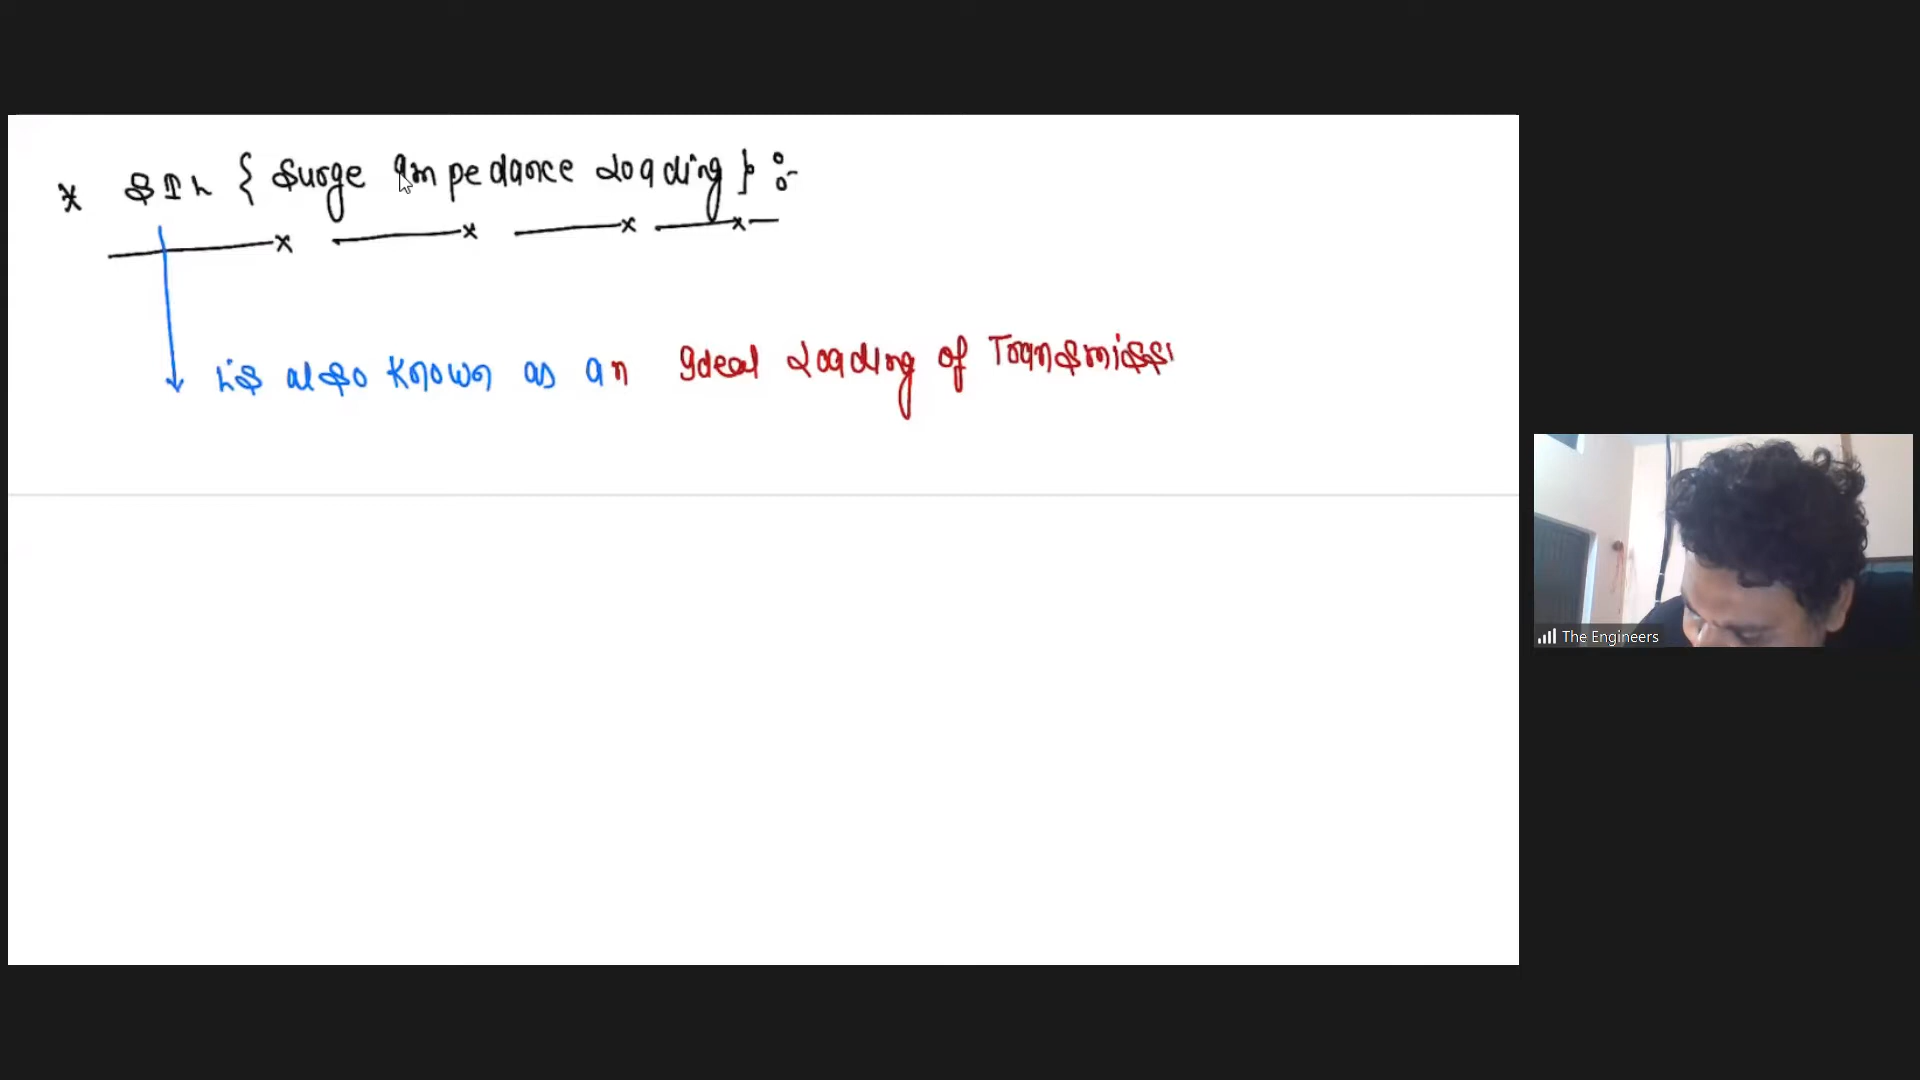 * SIL { Surge Impedance Loading } :-
is also known as an Ideal Loading of Transmissi
The Engineers